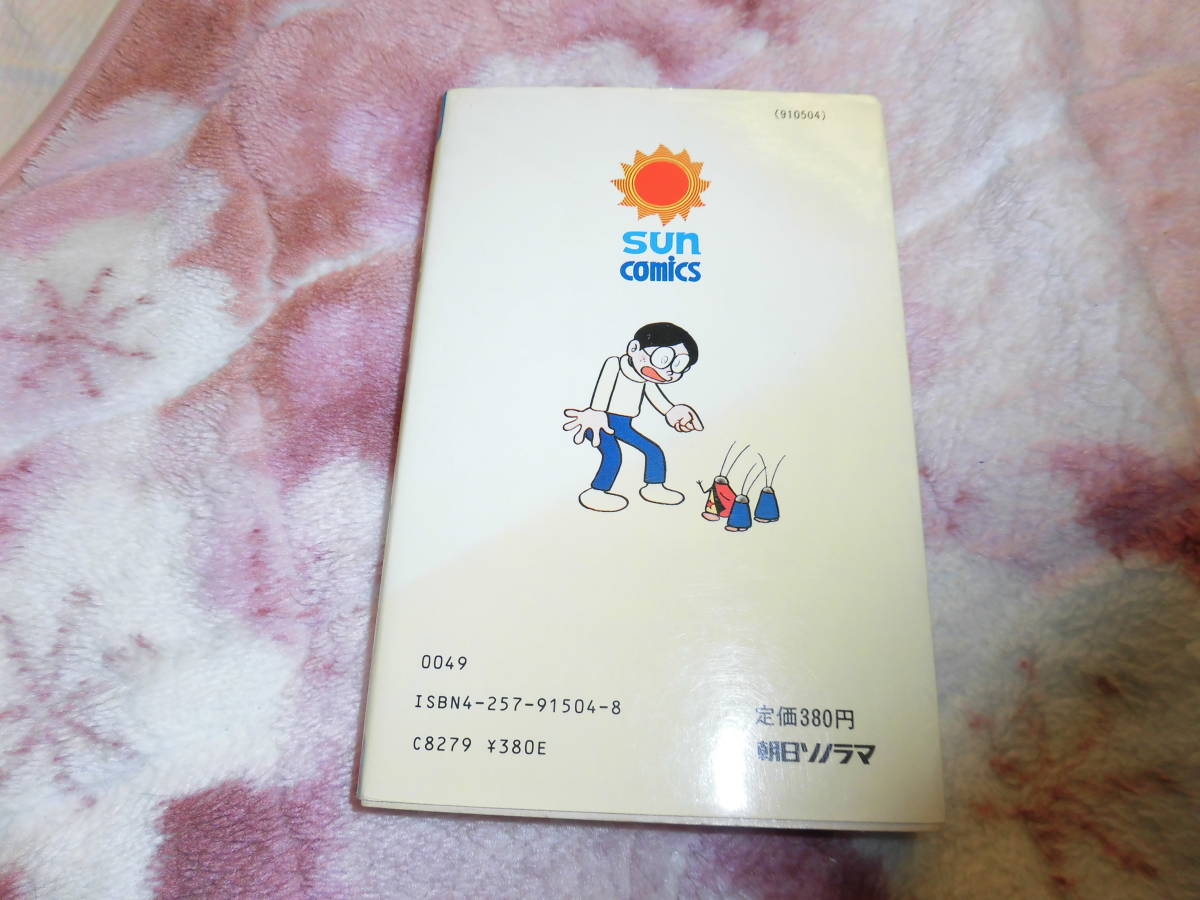 (910504)
sun
comics
0049
ISBN4-257-91504-8
定価380円
C8279 ¥380E
朝日ソノラマ